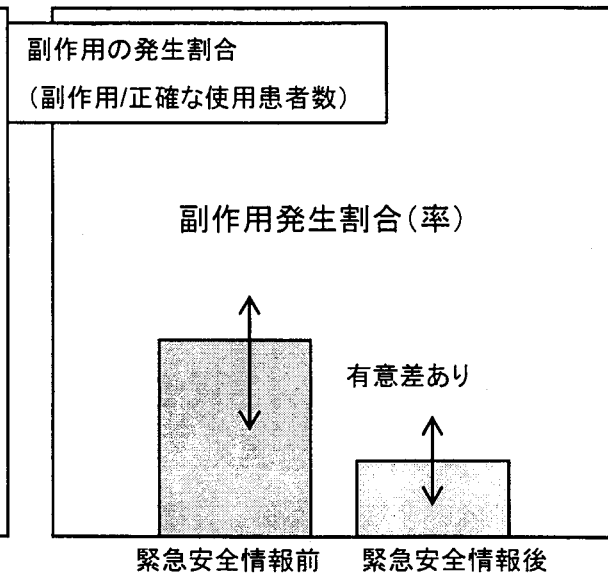 副作用の発生割合
（副作用/正確な使用患者数）
副作用発生割合（率）
有意差あり
緊急安全情報前
緊急安全情報後